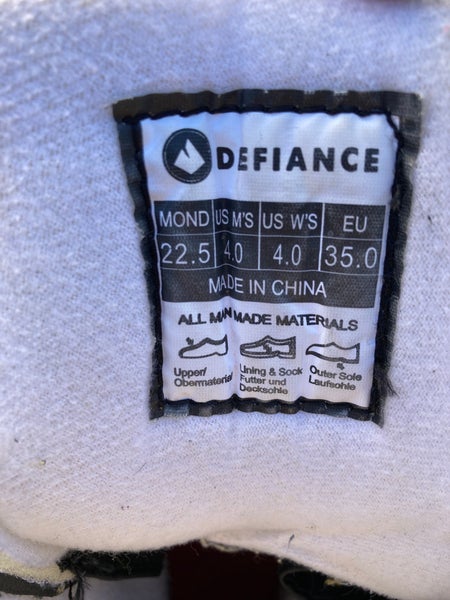 DEFIANCE
MOND US M'S US W'S EU
22.5 4.0 4.0 35.0
MADE IN CHINA
ALL MAN MADE MATERIALS
Upper/ Obermaterial
Lining & Sock
Futter und
Decksohle
Outer Sole
Laufsohle